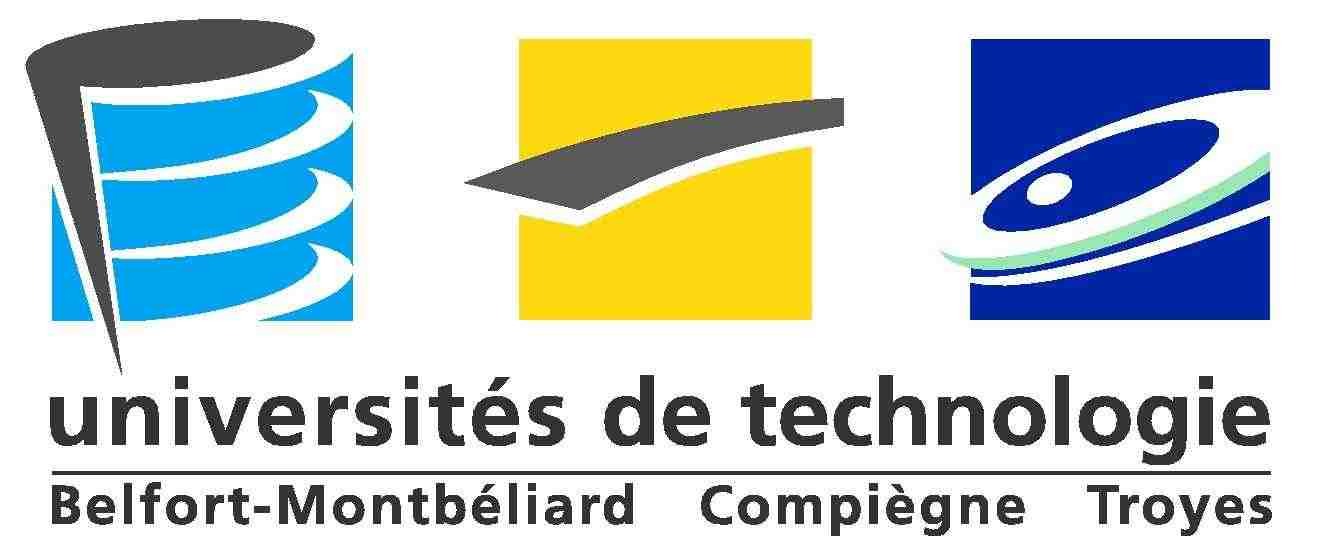 universités de technologie
Belfort-Montbéliard Compiègne Troyes